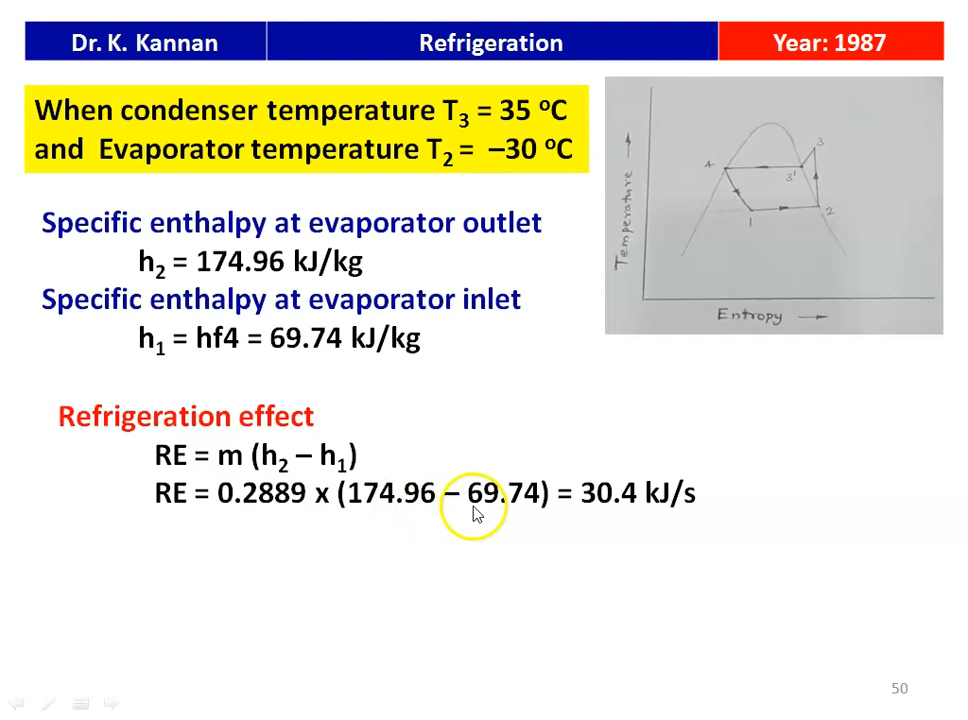 Dr. K. Kannan
Refrigeration
Year: 1987
When condenser temperature T₃ = 35 ᵒC
and Evaporator temperature T₂ = –30 ᵒC
Specific enthalpy at evaporator outlet
h₂ = 174.96 kJ/kg
Specific enthalpy at evaporator inlet
h₁ = hf4 = 69.74 kJ/kg
Refrigeration effect
RE = m (h₂ – h₁)
RE = 0.2889 x (174.96 – 69.74) = 30.4 kJ/s
Temperature
4
3
3'
1
2
Entropy
50